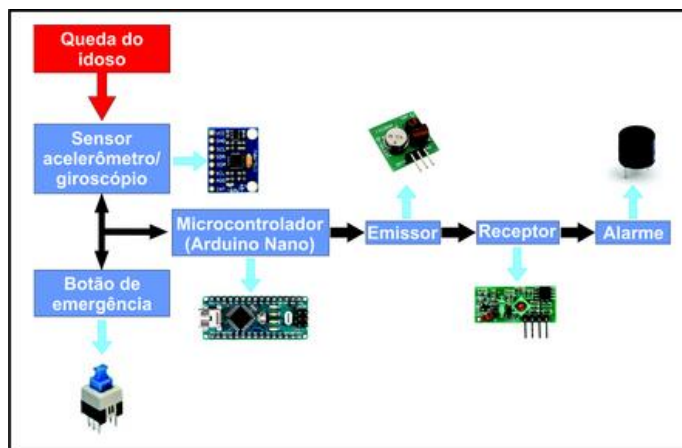 Queda do
idoso
Sensor
acelerômetro/
giroscópio
Microcontrolador
(Arduino Nano)
Emissor
Receptor
Alarme
Botão de
emergência